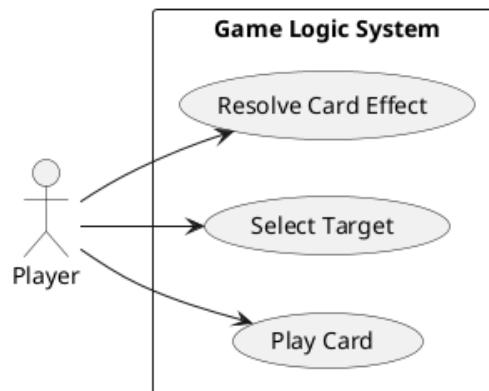 Game Logic System
Resolve Card Effect
Select Target
Player
Play Card